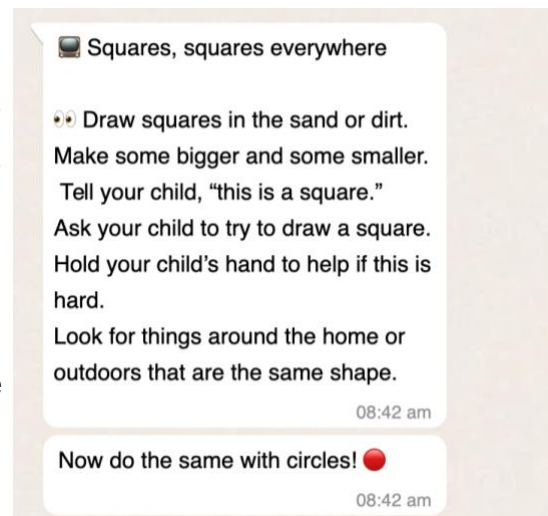 📺 Squares, squares everywhere
👀 Draw squares in the sand or dirt.
Make some bigger and some smaller.
Tell your child, “this is a square.”
Ask your child to try to draw a square.
Hold your child’s hand to help if this is
hard.
Look for things around the home or
outdoors that are the same shape.
08:42 am
Now do the same with circles! 🔴
08:42 am